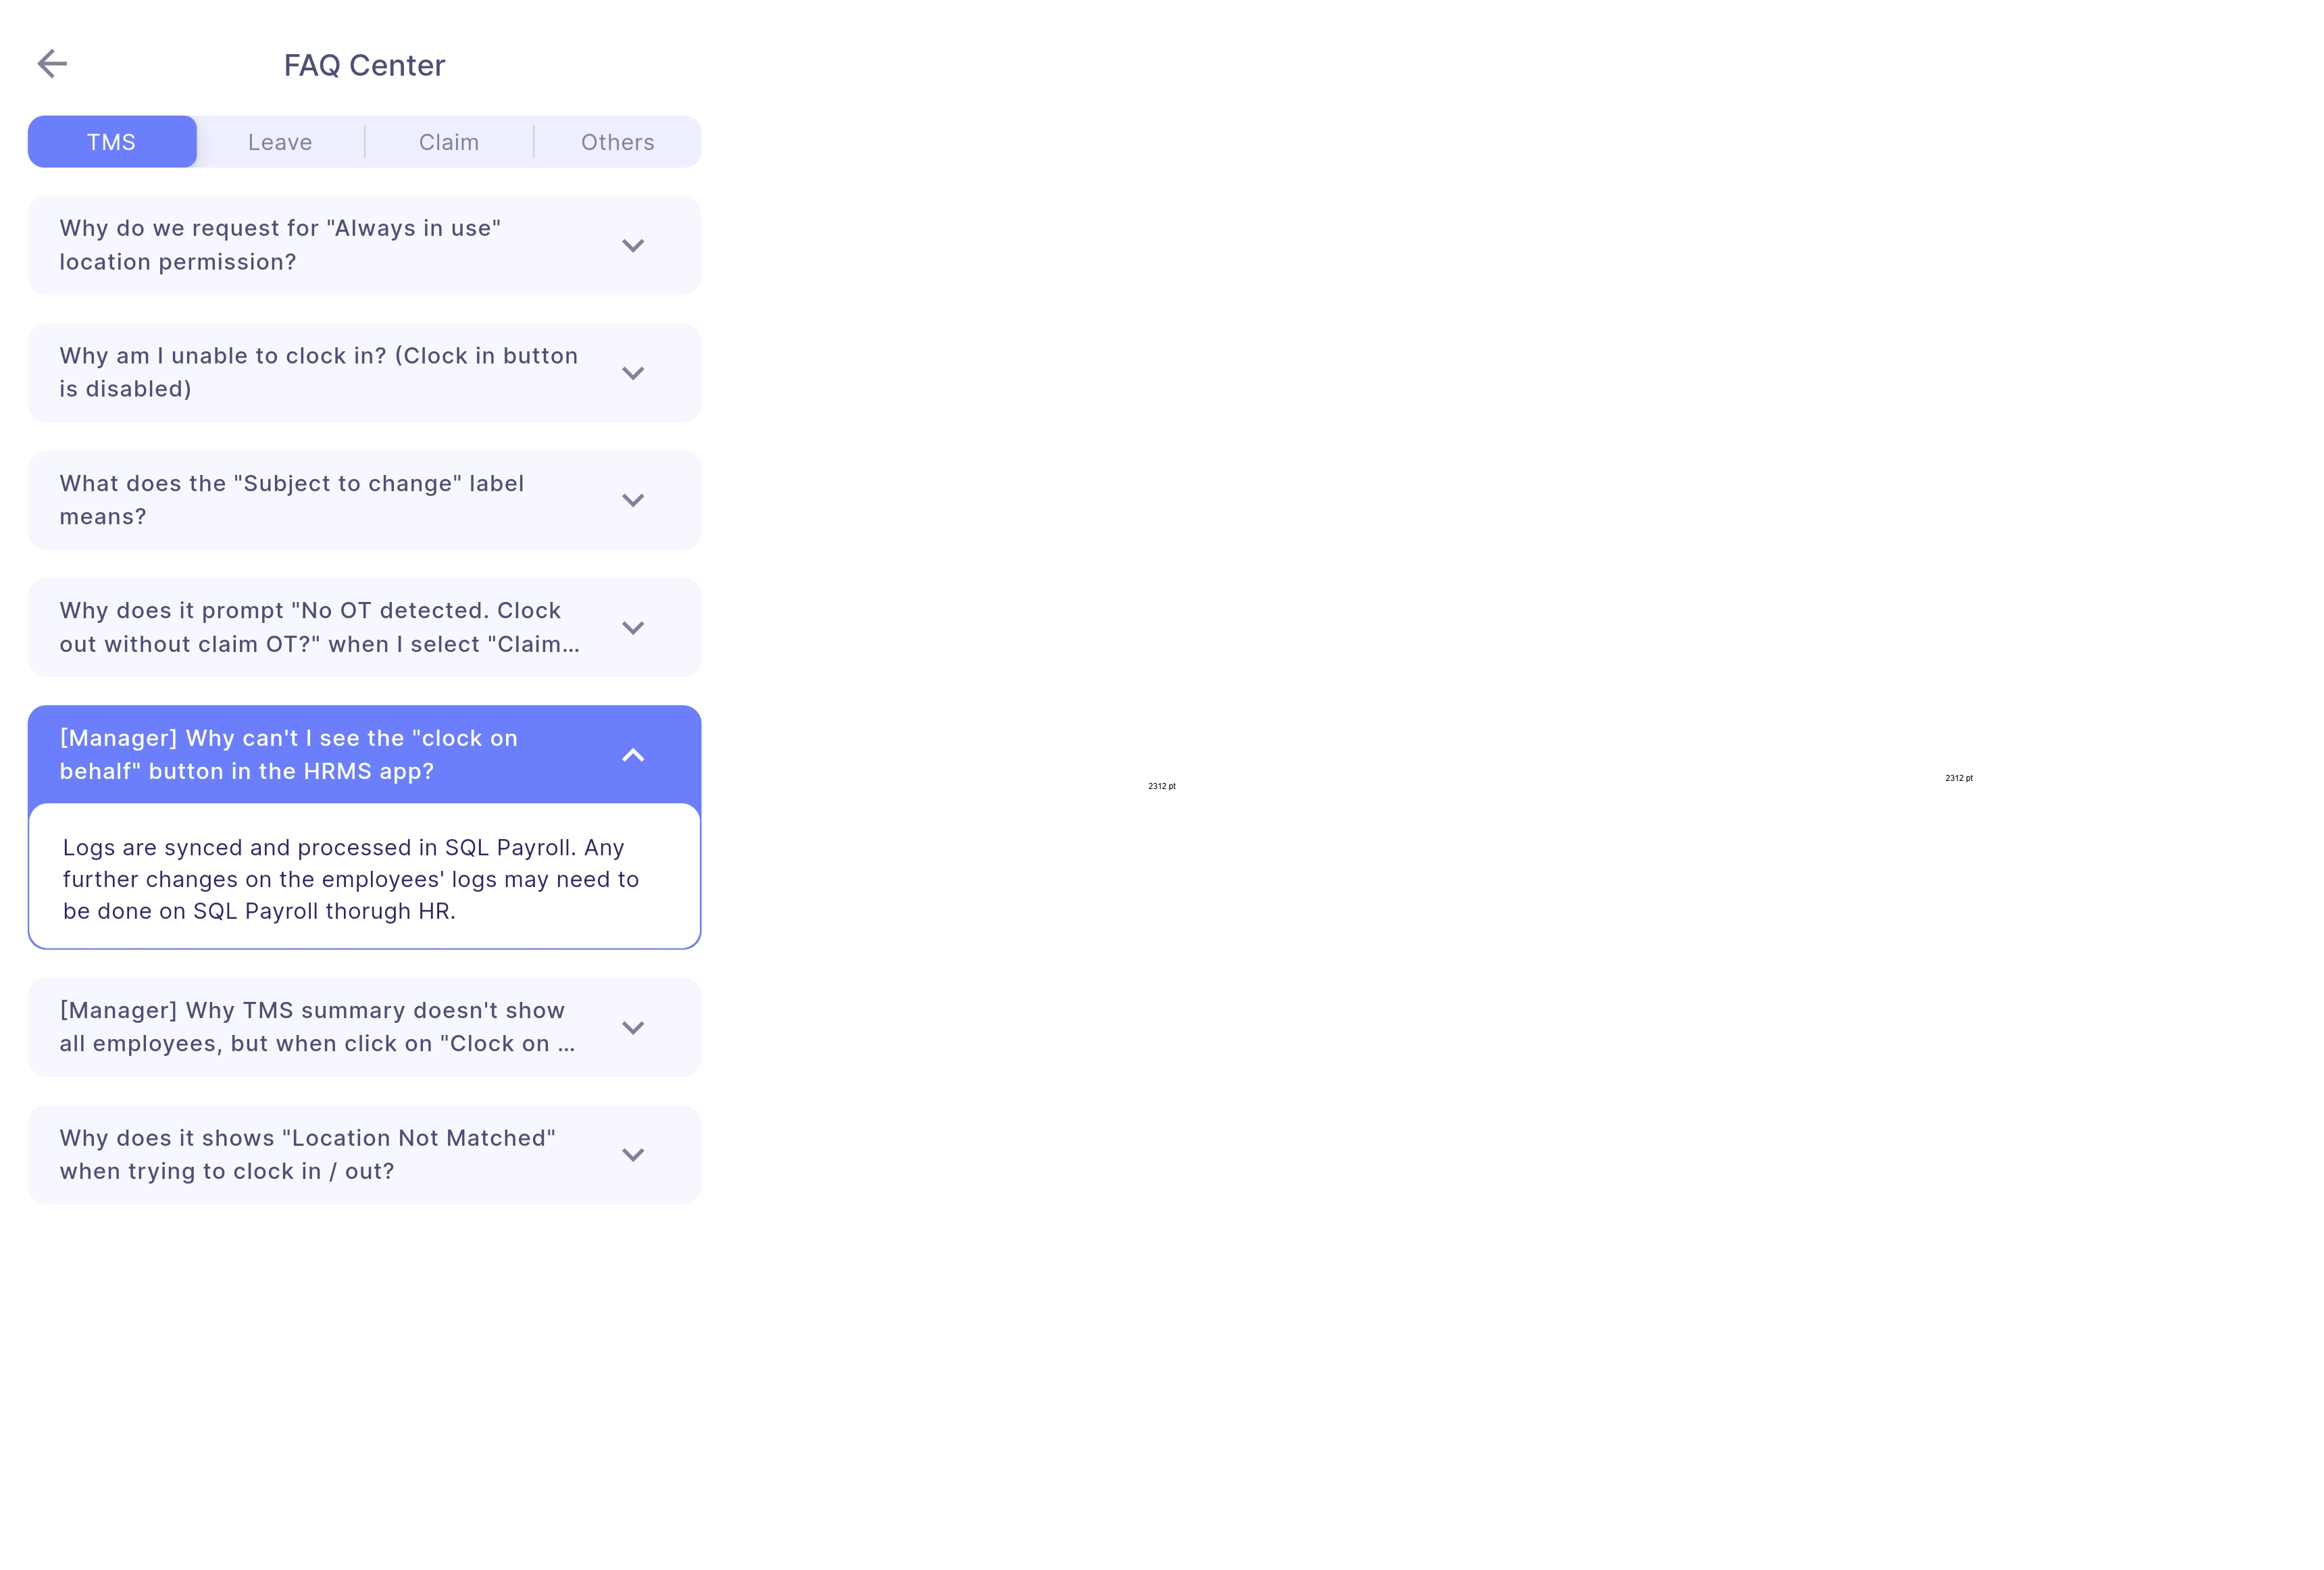 FAQ Center
TMS
Leave
Claim
Others
Why do we request for "Always in use"
location permission?
Why am I unable to clock in? (Clock in button
is disabled)
What does the "Subject to change" label
means?
Why does it prompt "No OT detected. Clock
out without claim OT?" when I select "Claim...
[Manager] Why can't I see the "clock on
behalf" button in the HRMS app?
Logs are synced and processed in SQL Payroll. Any
further changes on the employees' logs may need to
be done on SQL Payroll thorugh HR.
[Manager] Why TMS summary doesn't show
all employees, but when click on "Clock on ...
Why does it shows "Location Not Matched"
when trying to clock in / out?
2312 pt
2312 pt